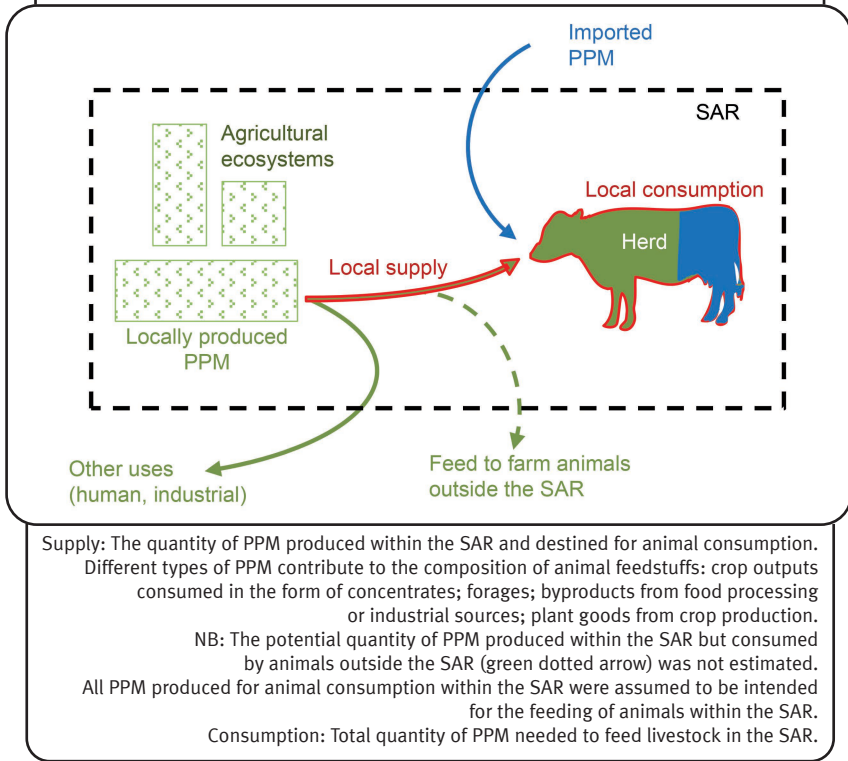 Imported
PPM
SAR
Agricultural
ecosystems
Local consumption
Herd
Local supply
Locally produced
PPM
Other uses
(human, industrial)
Feed to farm animals
outside the SAR
Supply: The quantity of PPM produced within the SAR and destined for animal consumption.
Different types of PPM contribute to the composition of animal feedstuffs: crop outputs
consumed in the form of concentrates; forages; byproducts from food processing
or industrial sources; plant goods from crop production.
NB: The potential quantity of PPM produced within the SAR but consumed
by animals outside the SAR (green dotted arrow) was not estimated.
All PPM produced for animal consumption within the SAR were assumed to be intended
for the feeding of animals within the SAR.
Consumption: Total quantity of PPM needed to feed livestock in the SAR.